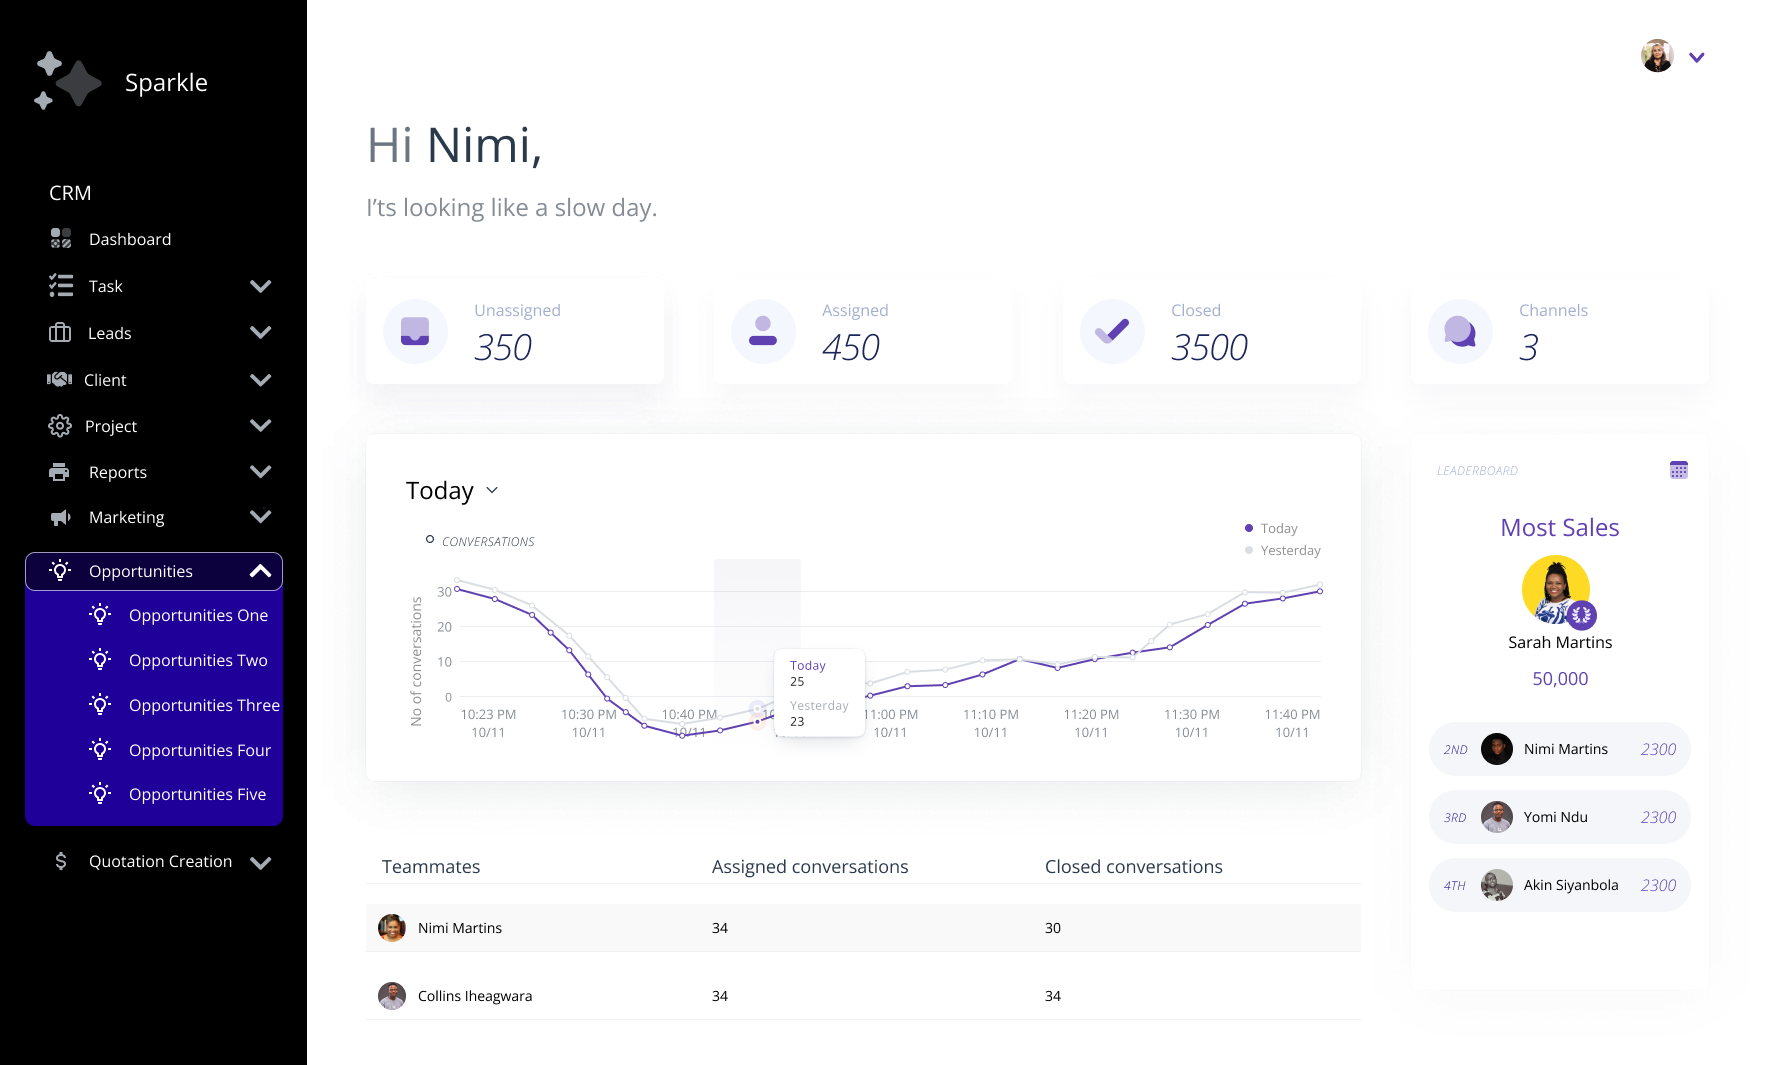 Sparkle
CRM
Dashboard
Task
Leads
Client
Project
Reports
Marketing
Opportunities
Opportunities One
Opportunities Two
Opportunities Three
Opportunities Four
Opportunities Five
$ Quotation Creation
Hi Nimi,
I’ts looking like a slow day.
Unassigned
350
Assigned
450
Closed
3500
Channels
3
Today
CONVERSATIONS
Today
Yesterday
No of conversations
30
20
10
0
10:23 PM
10/11
10:30 PM
10/11
10:40 PM
10/11
Today
25
Yesterday
23
11:00 PM
10/11
11:10 PM
10/11
11:20 PM
10/11
11:30 PM
10/11
11:40 PM
10/11
LEADERBOARD
Most Sales
Sarah Martins
50,000
2ND Nimi Martins 2300
3RD Yomi Ndu 2300
4TH Akin Siyanbola 2300
Teammates Assigned conversations Closed conversations
Nimi Martins 34 30
Collins Iheagwara 34 34